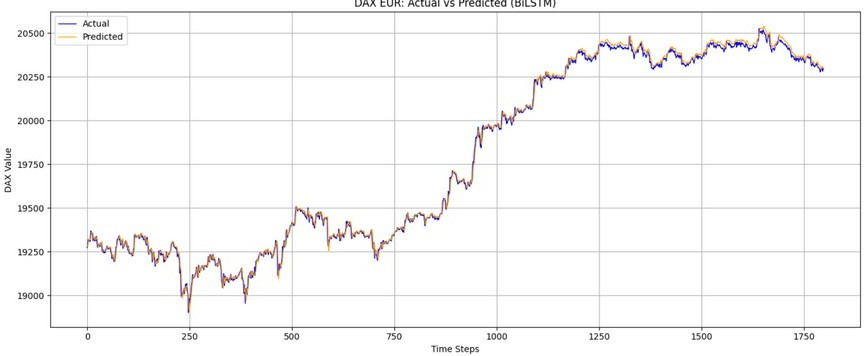 DAX EUR: Actual vs Predicted (BiLSTM)
Actual
Predicted
20500
20250
20000
19750
19500
19250
19000
DAX Value
0 250 500 750 1000 1250 1500 1750
Time Steps